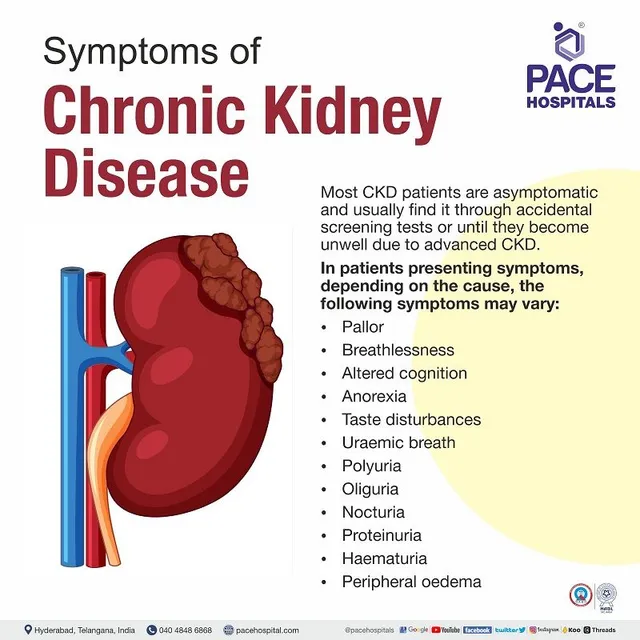 Symptoms of
Chronic Kidney
Disease
PACE
HOSPITALS
Most CKD patients are asymptomatic
and usually find it through accidental
screening tests or until they become
unwell due to advanced CKD.
In patients presenting symptoms,
depending on the cause, the
following symptoms may vary:
• Pallor
• Breathlessness
• Altered cognition
• Anorexia
• Taste disturbances
• Uraemic breath
• Polyuria
• Oliguria
• Nocturia
• Proteinuria
• Haematuria
• Peripheral oedema
Hyderabad, Telangana, India 040 4848 6868 pacehospital.com @pacehospitals Google YouTube facebook twitter Instagram Koo Threads